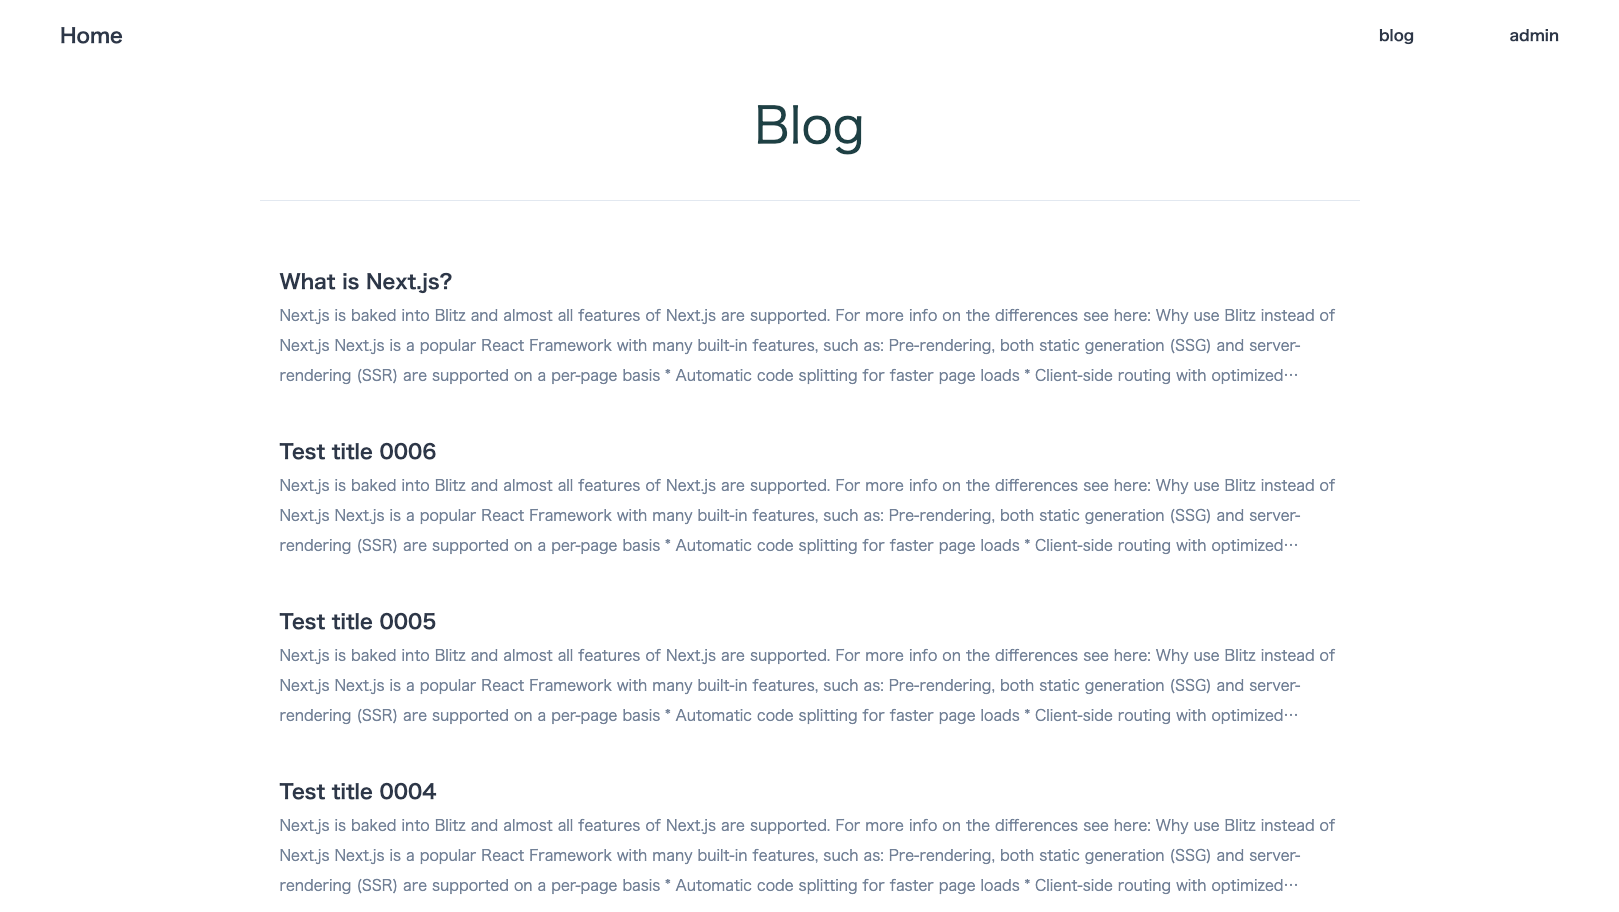 Home
blog
admin
Blog
What is Next.js?
Next.js is baked into Blitz and almost all features of Next.js are supported. For more info on the differences see here: Why use Blitz instead of
Next.js Next.js is a popular React Framework with many built-in features, such as: Pre-rendering, both static generation (SSG) and server-
rendering (SSR) are supported on a per-page basis * Automatic code splitting for faster page loads * Client-side routing with optimized…
Test title 0006
Next.js is baked into Blitz and almost all features of Next.js are supported. For more info on the differences see here: Why use Blitz instead of
Next.js Next.js is a popular React Framework with many built-in features, such as: Pre-rendering, both static generation (SSG) and server-
rendering (SSR) are supported on a per-page basis * Automatic code splitting for faster page loads * Client-side routing with optimized…
Test title 0005
Next.js is baked into Blitz and almost all features of Next.js are supported. For more info on the differences see here: Why use Blitz instead of
Next.js Next.js is a popular React Framework with many built-in features, such as: Pre-rendering, both static generation (SSG) and server-
rendering (SSR) are supported on a per-page basis * Automatic code splitting for faster page loads * Client-side routing with optimized…
Test title 0004
Next.js is baked into Blitz and almost all features of Next.js are supported. For more info on the differences see here: Why use Blitz instead of
Next.js Next.js is a popular React Framework with many built-in features, such as: Pre-rendering, both static generation (SSG) and server-
rendering (SSR) are supported on a per-page basis * Automatic code splitting for faster page loads * Client-side routing with optimized…